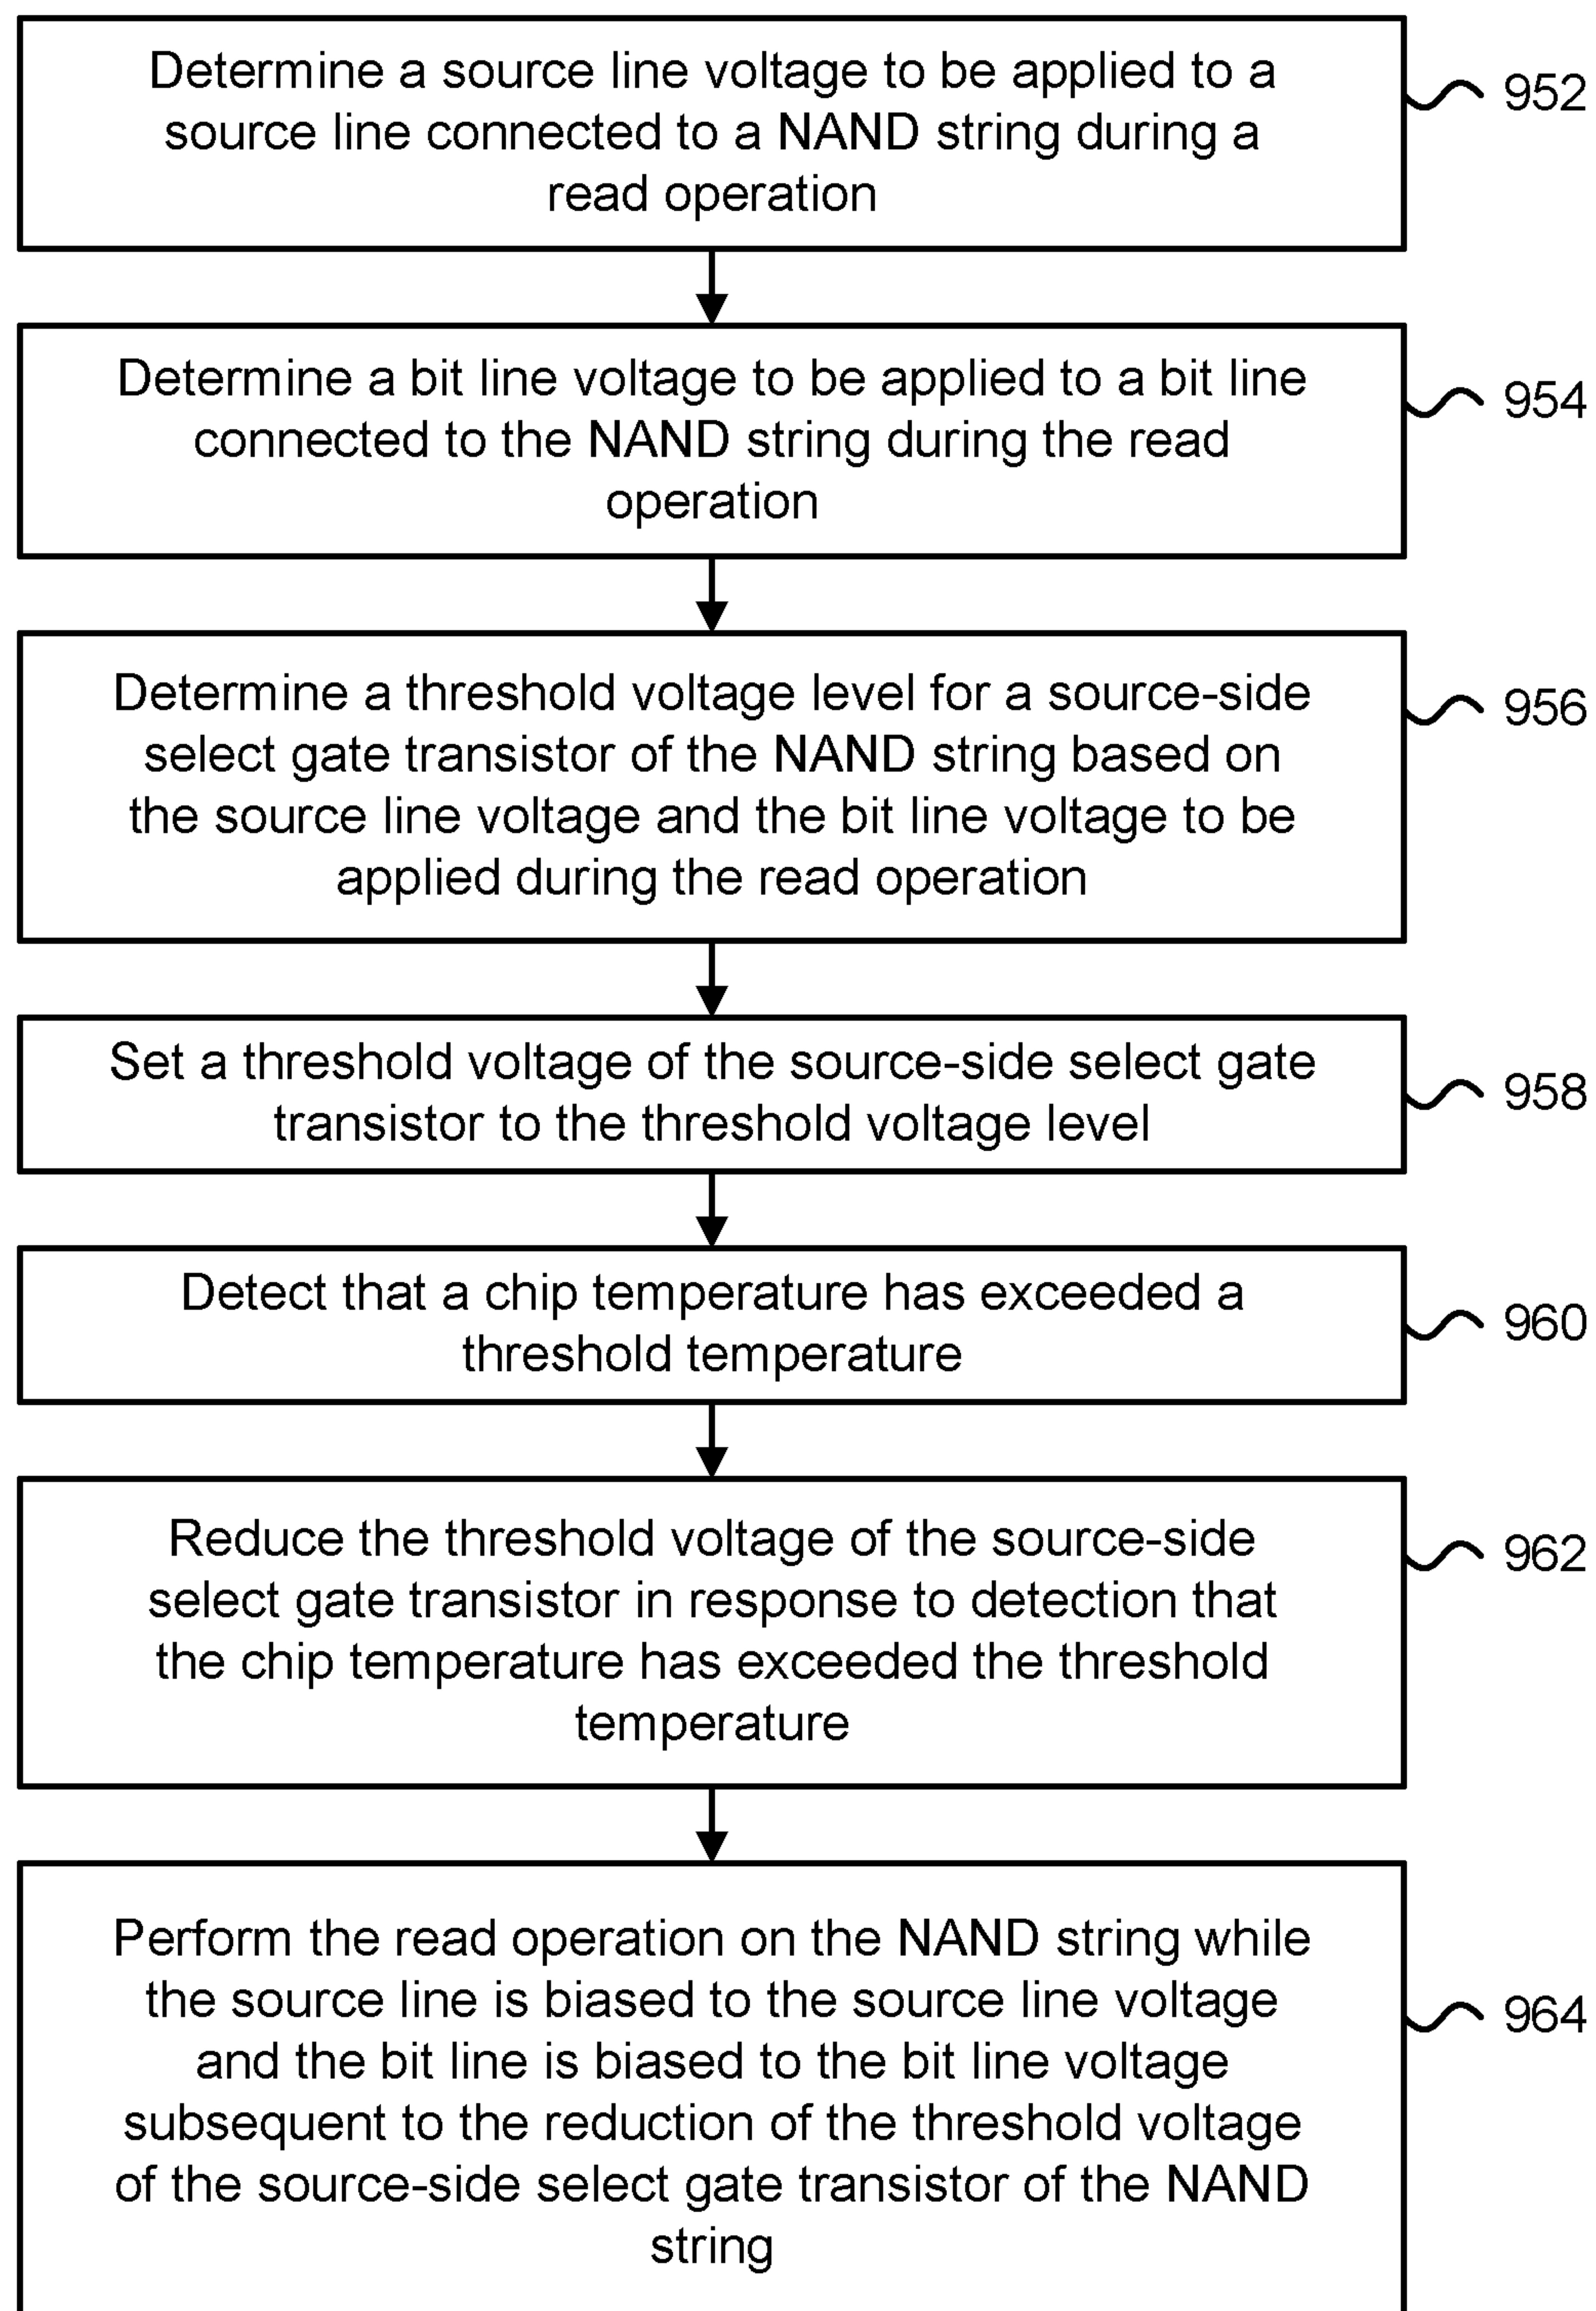 Determine a source line voltage to be applied to a
source line connected to a NAND string during a
read operation
952
Determine a bit line voltage to be applied to a bit line
connected to the NAND string during the read
operation
954
Determine a threshold voltage level for a source-side
select gate transistor of the NAND string based on
the source line voltage and the bit line voltage to be
applied during the read operation
956
Set a threshold voltage of the source-side select gate
transistor to the threshold voltage level
958
Detect that a chip temperature has exceeded a
threshold temperature
960
Reduce the threshold voltage of the source-side
select gate transistor in response to detection that
the chip temperature has exceeded the threshold
temperature
962
Perform the read operation on the NAND string while
the source line is biased to the source line voltage
and the bit line is biased to the bit line voltage
subsequent to the reduction of the threshold voltage
of the source-side select gate transistor of the NAND
string
964